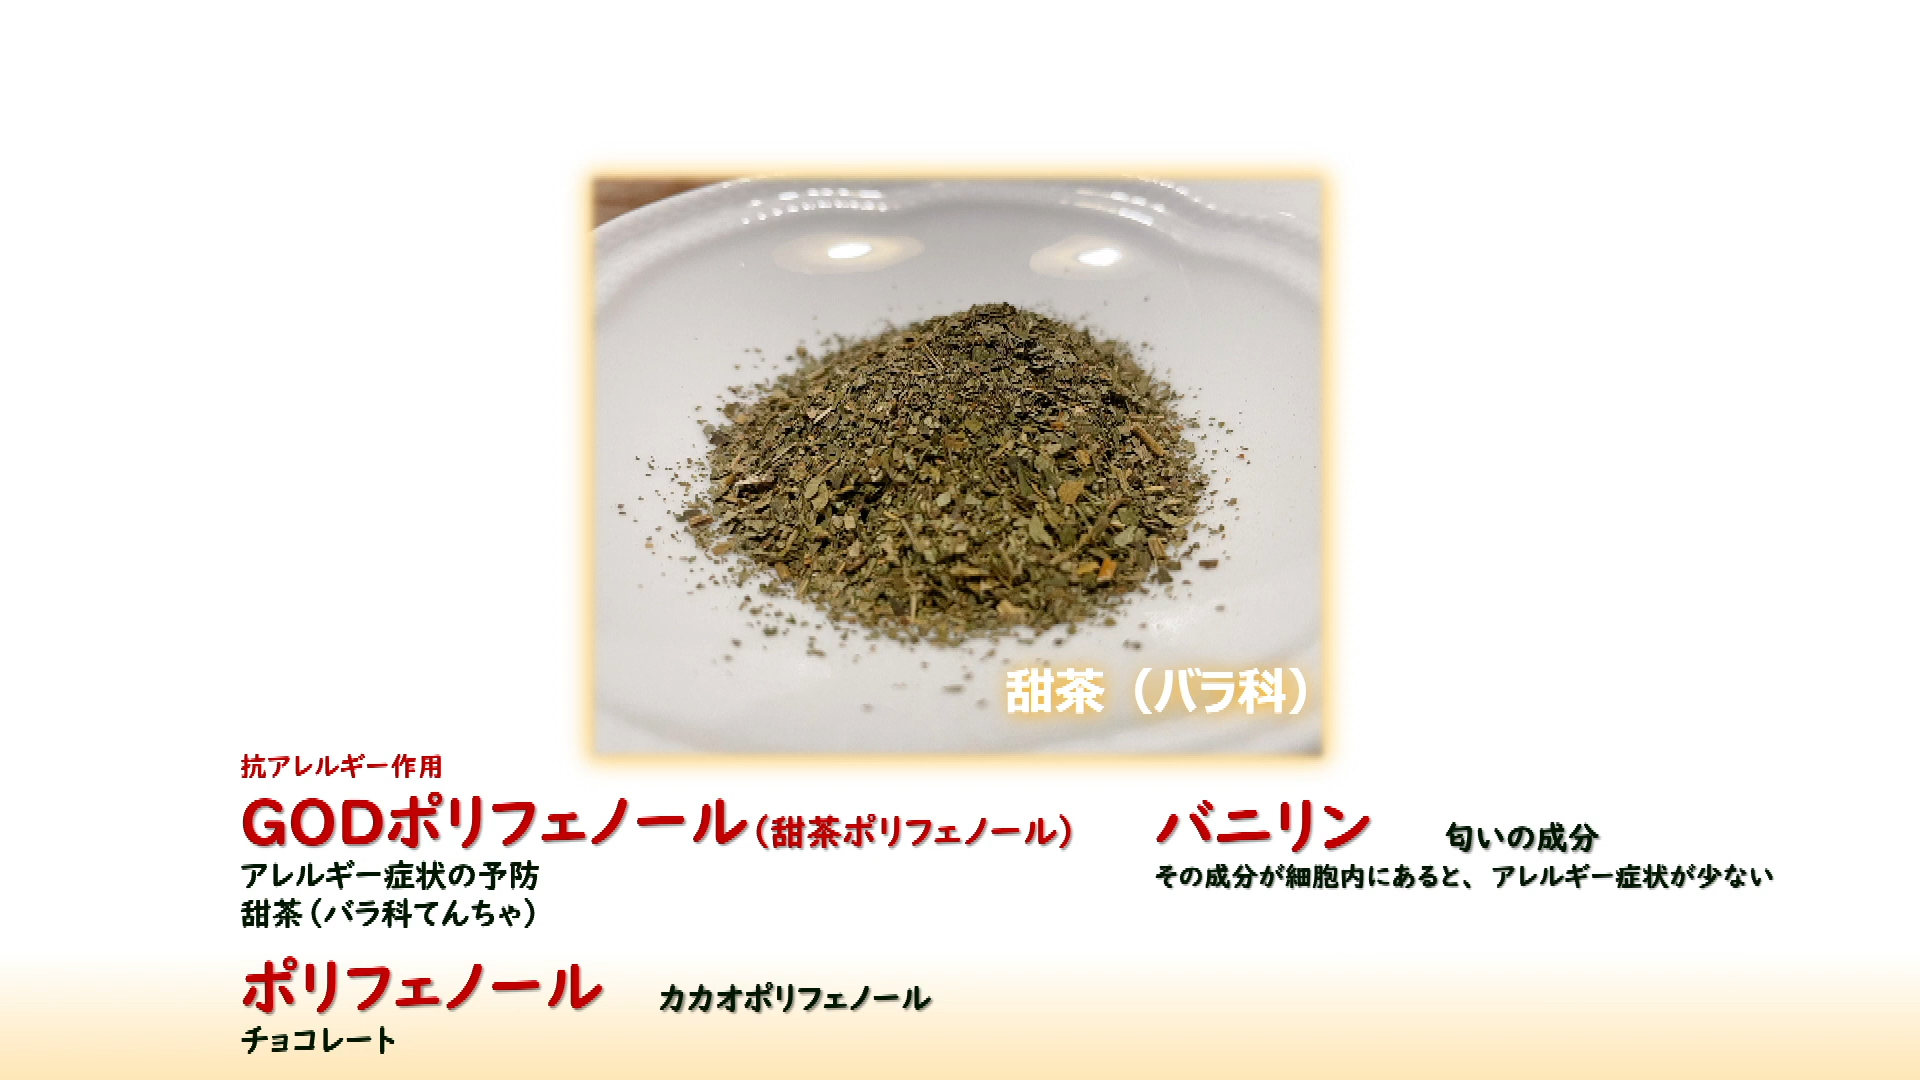 甜茶（バラ科）
抗アレルギー作用
GODポリフェノール（甜茶ポリフェノール）
アレルギー症状の予防
甜茶（バラ科てんちゃ）
ポリフェノール カカオポリフェノール
チョコレート
バニリン 匂いの成分
その成分が細胞内にあると、アレルギー症状が少ない